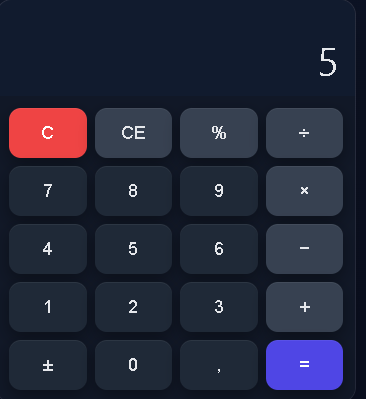 5
C CE % ÷
7 8 9 ×
4 5 6 −
1 2 3 +
± 0 , =